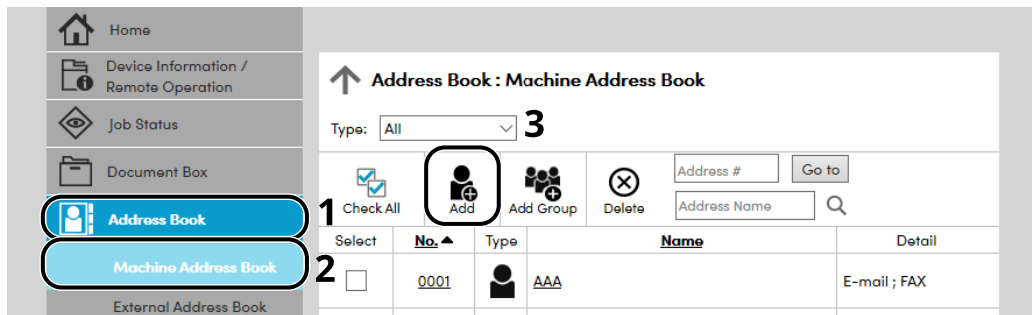 Home
Device Information /
Remote Operation
Job Status
Document Box
Address Book
1
Machine Address Book
2
External Address Book
Address Book : Machine Address Book
Type: All
3
Check All
Add
Add Group
Delete
Address #
Go to
Address Name
Select No. Type Name Detail
0001 AAA E-mail ; FAX